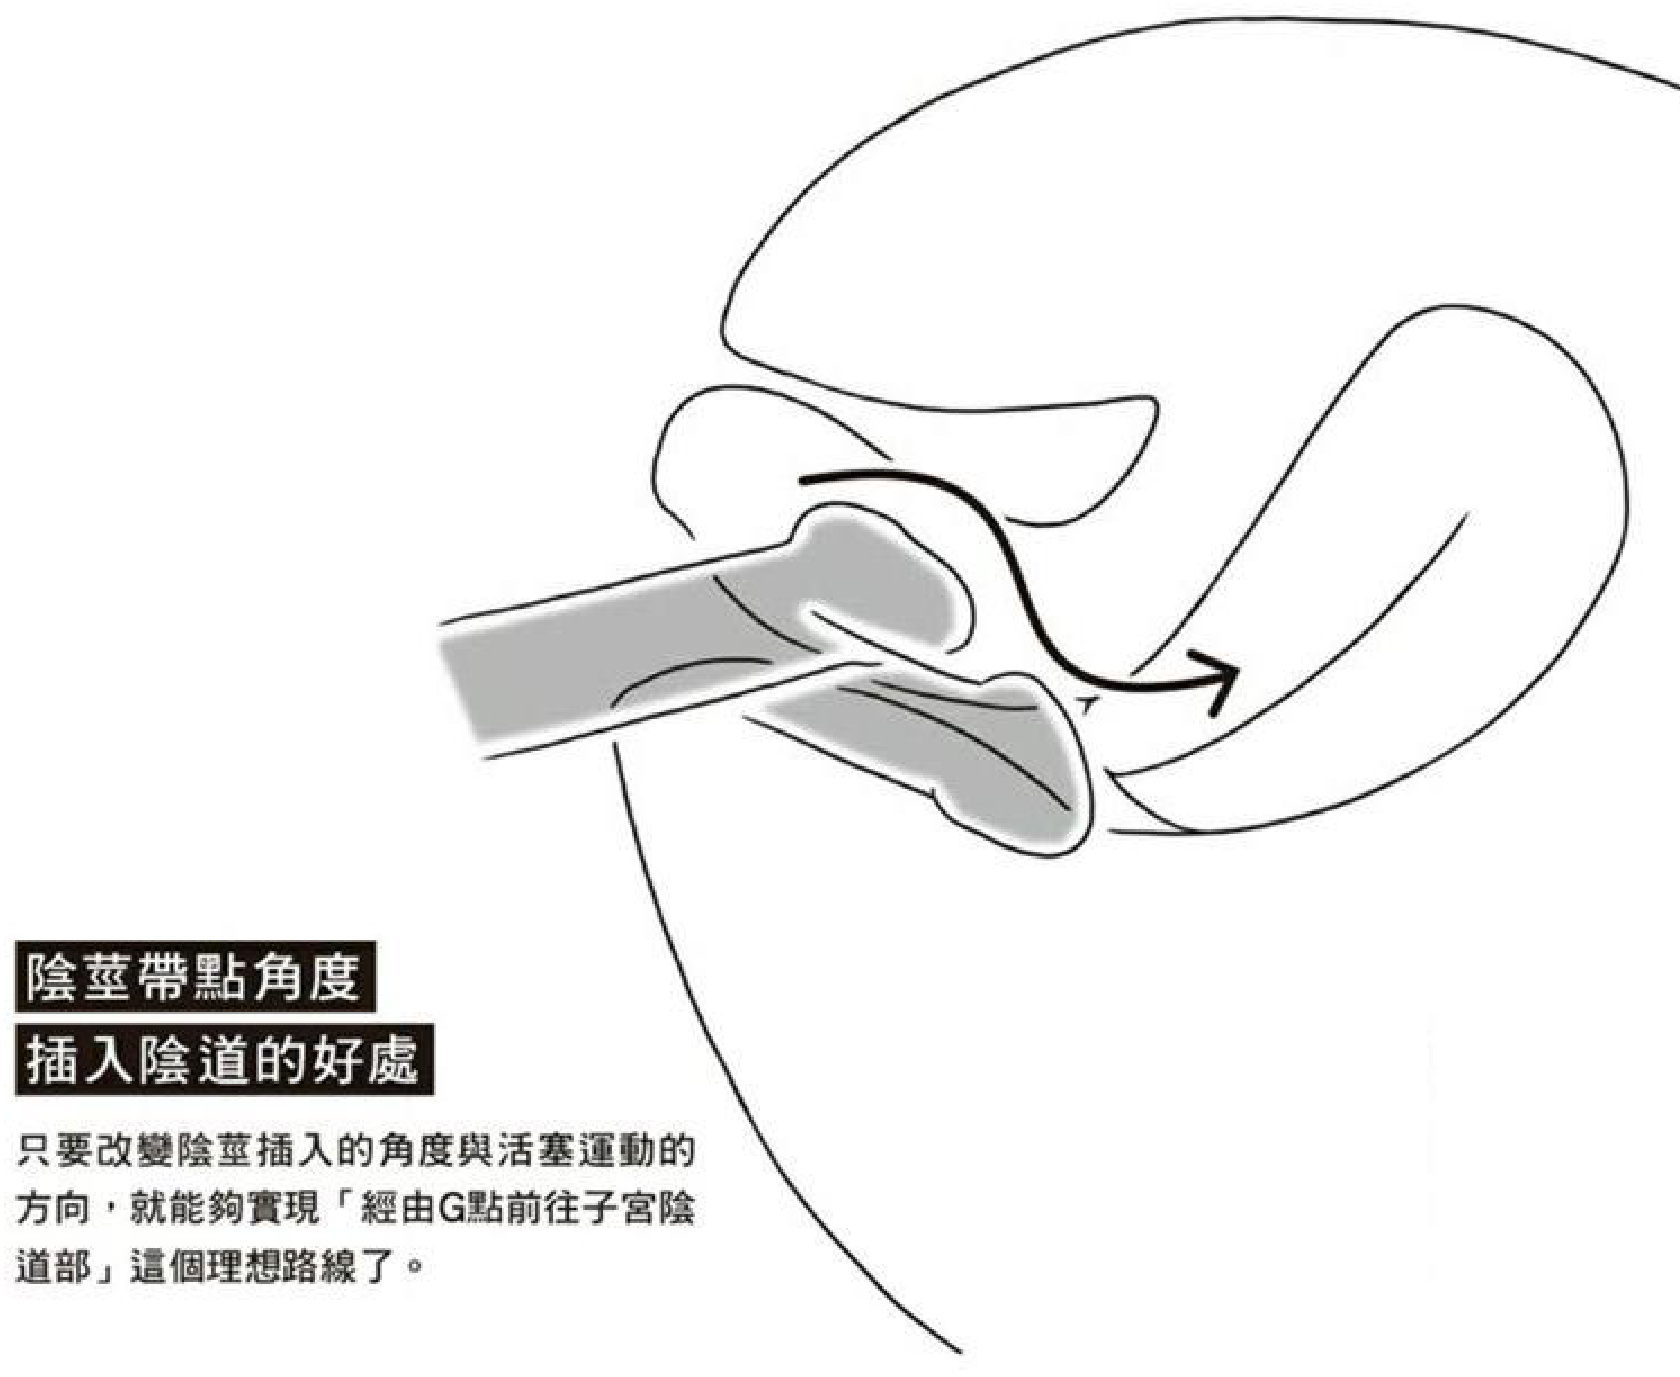 陰莖帶點角度
插入陰道的好處
只要改變陰莖插入的角度與活塞運動的
方向，就能夠實現「經由G點前往子宮陰
道部」這個理想路線了。